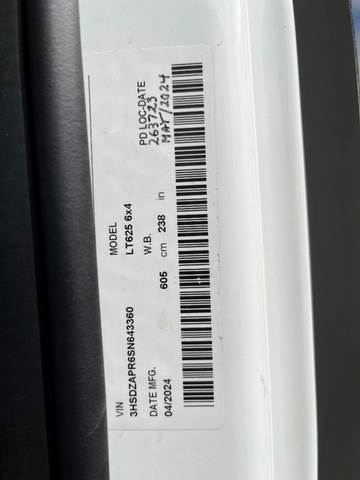 VIN MODEL PD LOC-DATE
3HSDZAPR6SN643360 LT625 6x4 263723
DATE MFG. W.B. MAY/2024
04/2024 605 cm 238 in